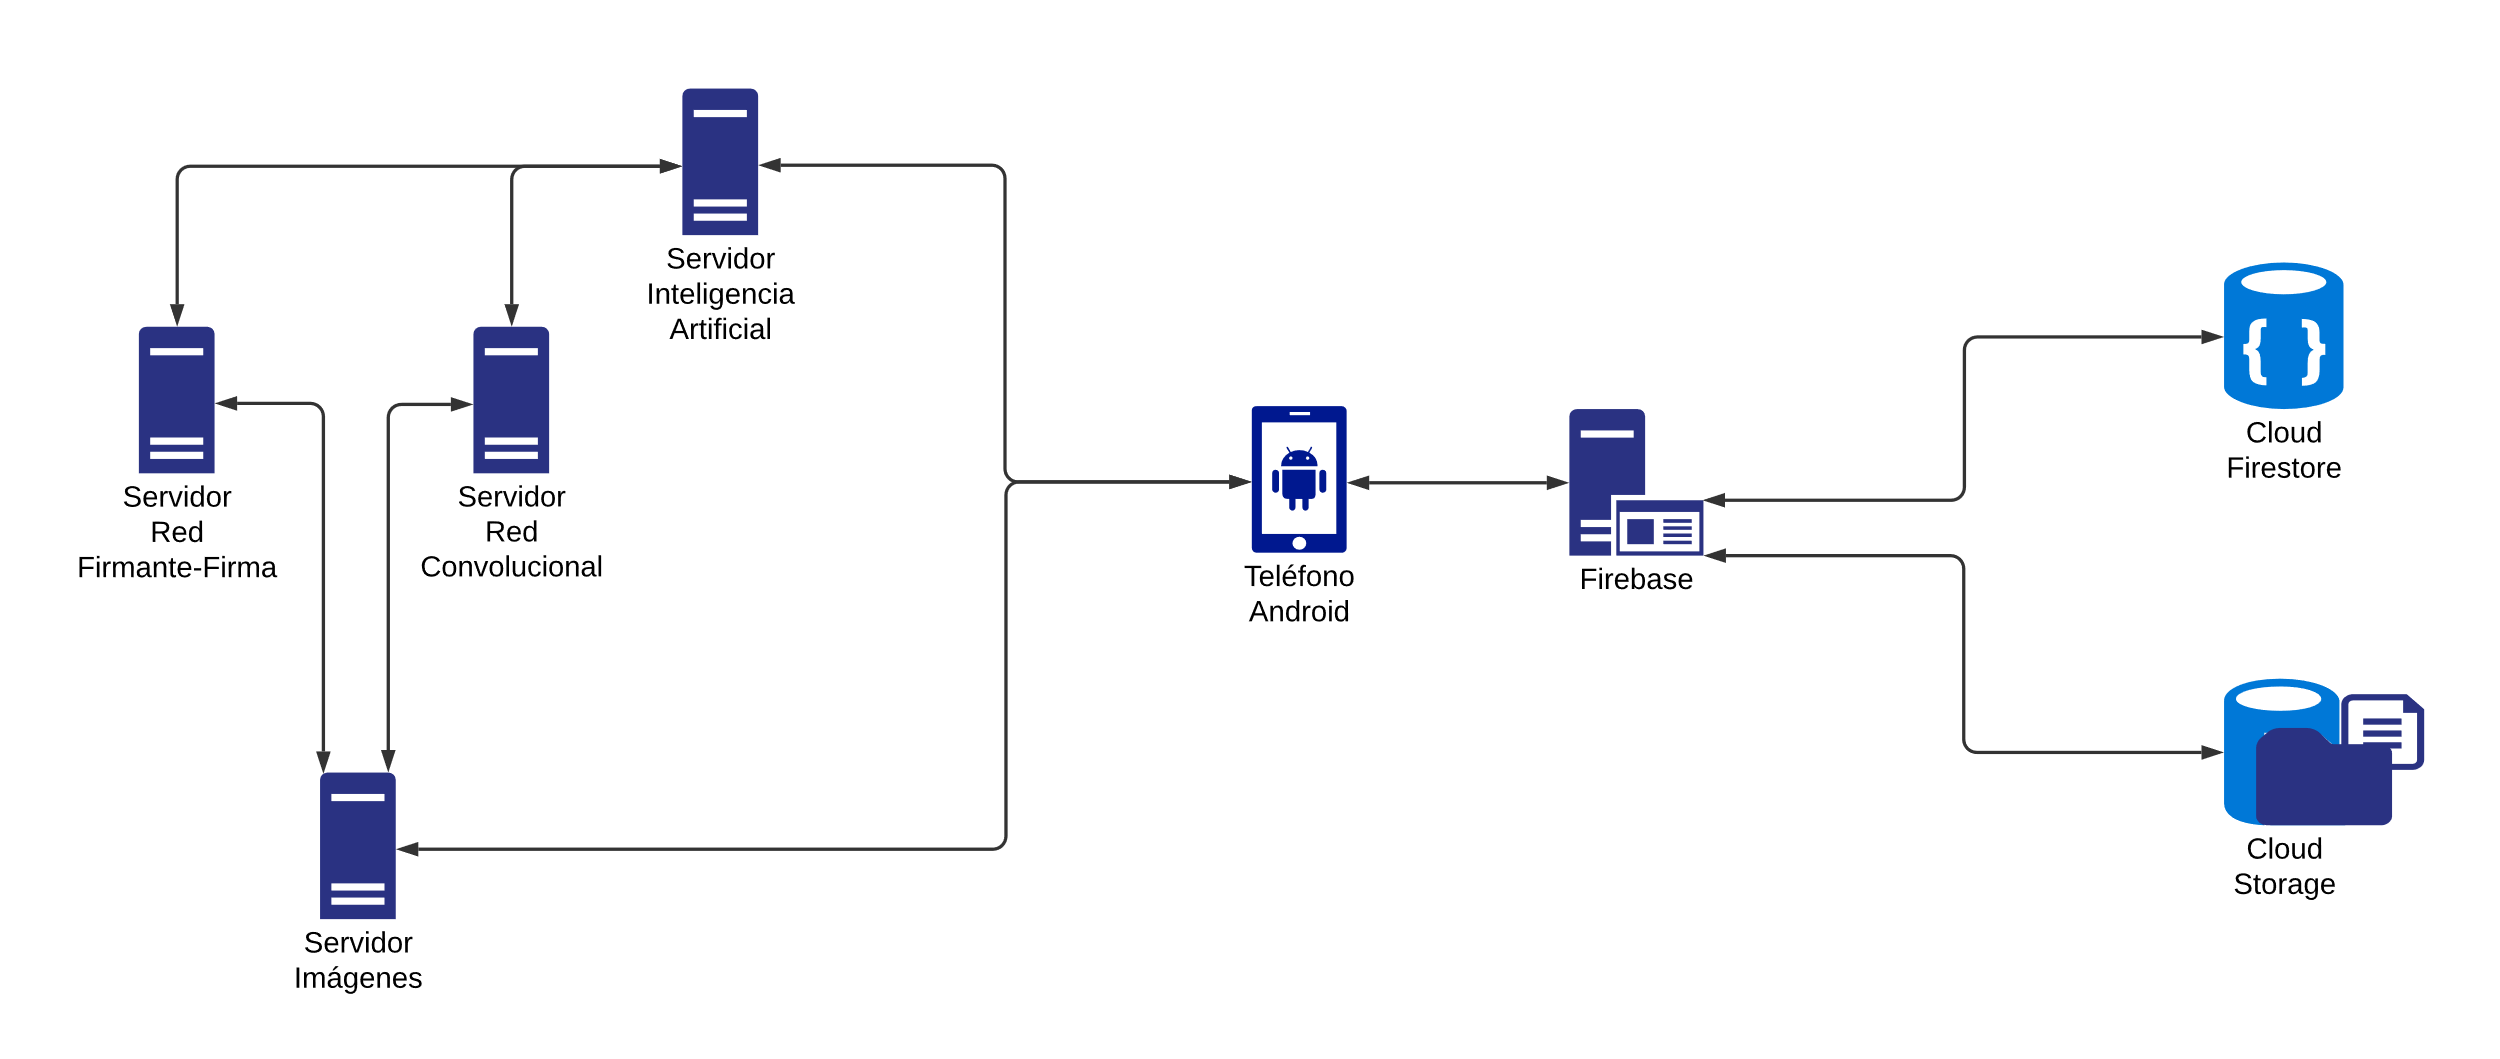 Servidor
Inteligencia
Artificial
Servidor
Red
Firmante-Firma
Servidor
Red
Convolucional
Servidor
Imágenes
Teléfono
Android
Firebase
{ }
Cloud
Firestore
Cloud
Storage